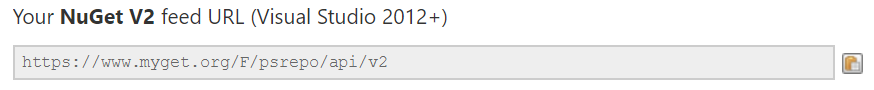 Your NuGet V2 feed URL (Visual Studio 2012+)
https://www.myget.org/F/psrepo/api/v2